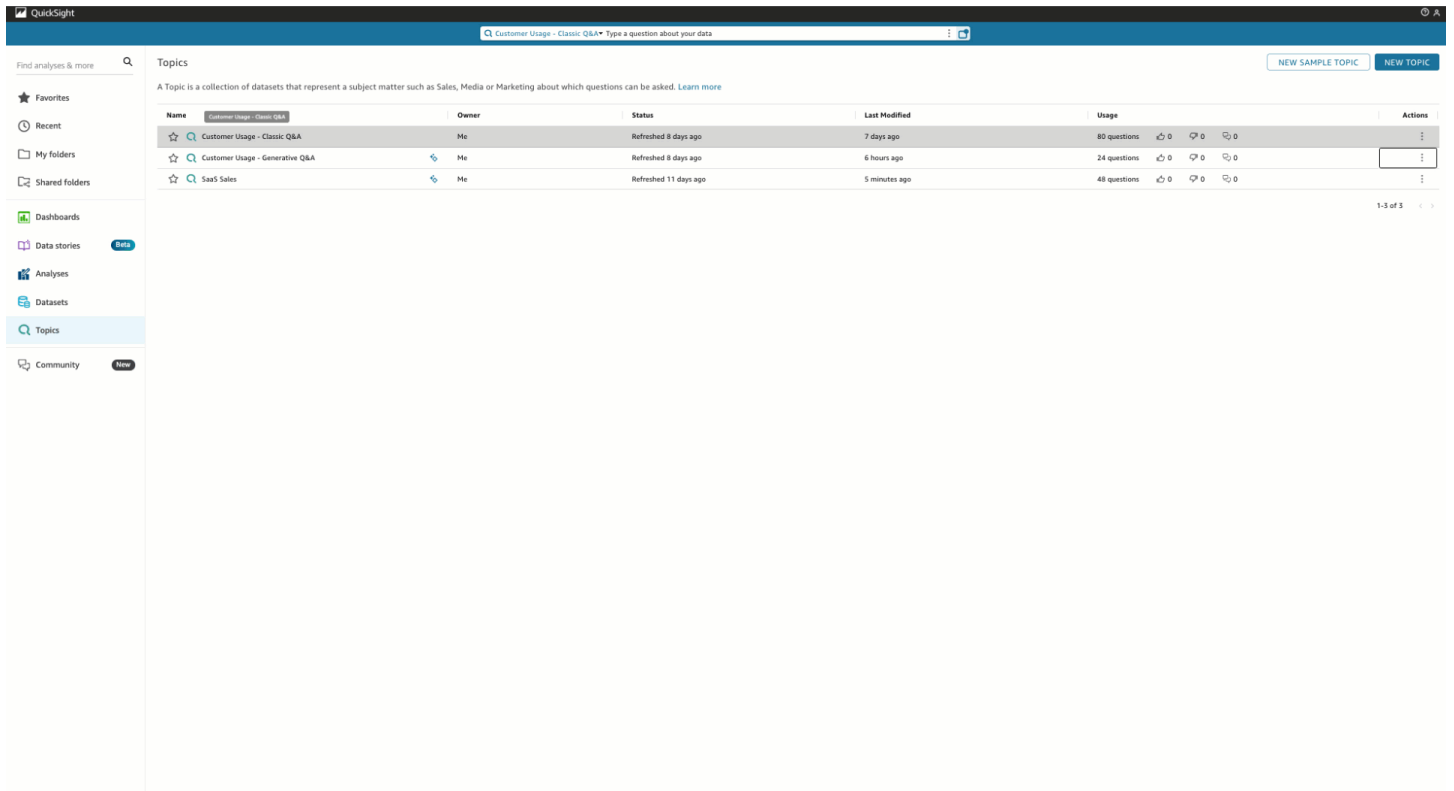 QuickSight
Customer Usage - Classic Q&A Type a question about your data
Find analyses & more
Favorites
Recent
My folders
Shared folders
Dashboards
Data stories Beta
Analyses
Datasets
Topics
Community New
Topics
NEW SAMPLE TOPIC NEW TOPIC
A Topic is a collection of datasets that represent a subject matter such as Sales, Media or Marketing about which questions can be asked. Learn more
Name Customer Usage - Classic Q&A Owner Status Last Modified Usage Actions
Customer Usage - Classic Q&A Me Refreshed 8 days ago 7 days ago 80 questions 0 0 0
Customer Usage - Generative Q&A Me Refreshed 8 days ago 6 hours ago 24 questions 0 0 0
SaaS Sales Me Refreshed 11 days ago 5 minutes ago 48 questions 0 0 0
1-3 of 3